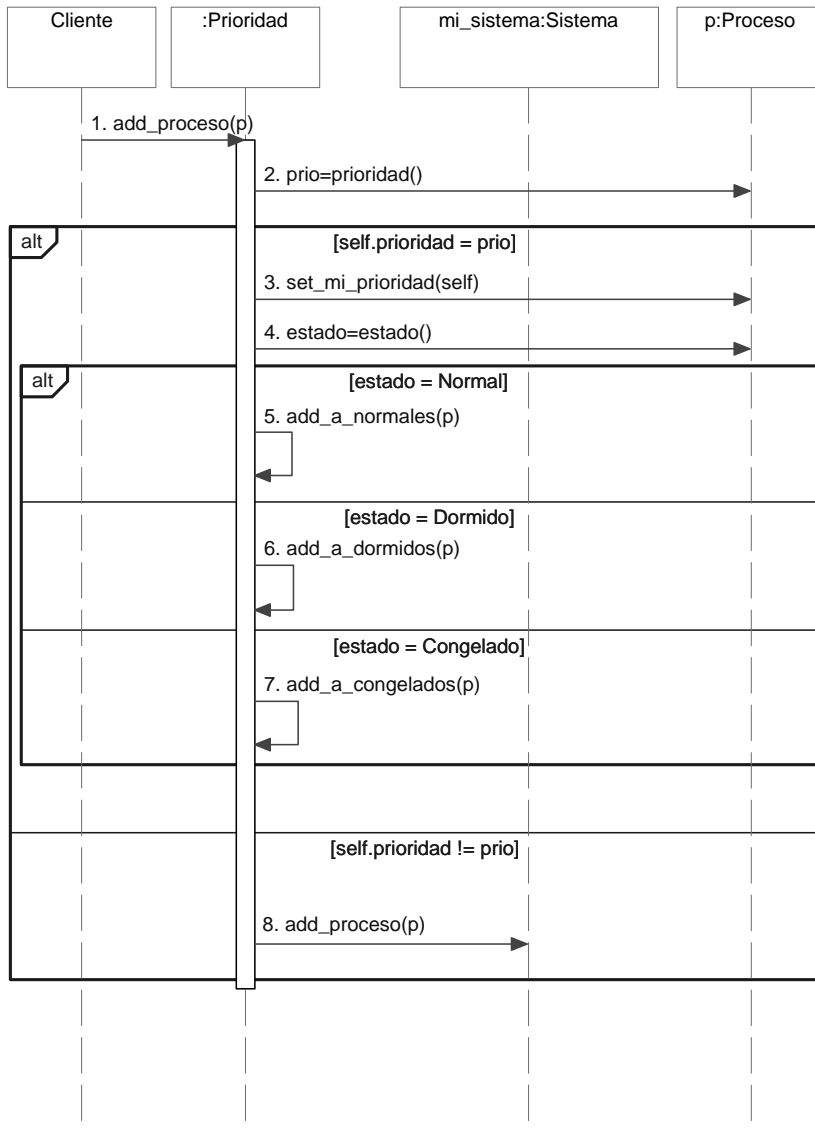 Cliente
:Prioridad
mi_sistema:Sistema
p:Proceso
1. add_proceso(p)
2. prio=prioridad()
alt
[self.prioridad = prio]
3. set_mi_prioridad(self)
4. estado=estado()
alt
[estado = Normal]
5. add_a_normales(p)
[estado = Dormido]
6. add_a_dormidos(p)
[estado = Congelado]
7. add_a_congelados(p)
[self.prioridad != prio]
8. add_proceso(p)